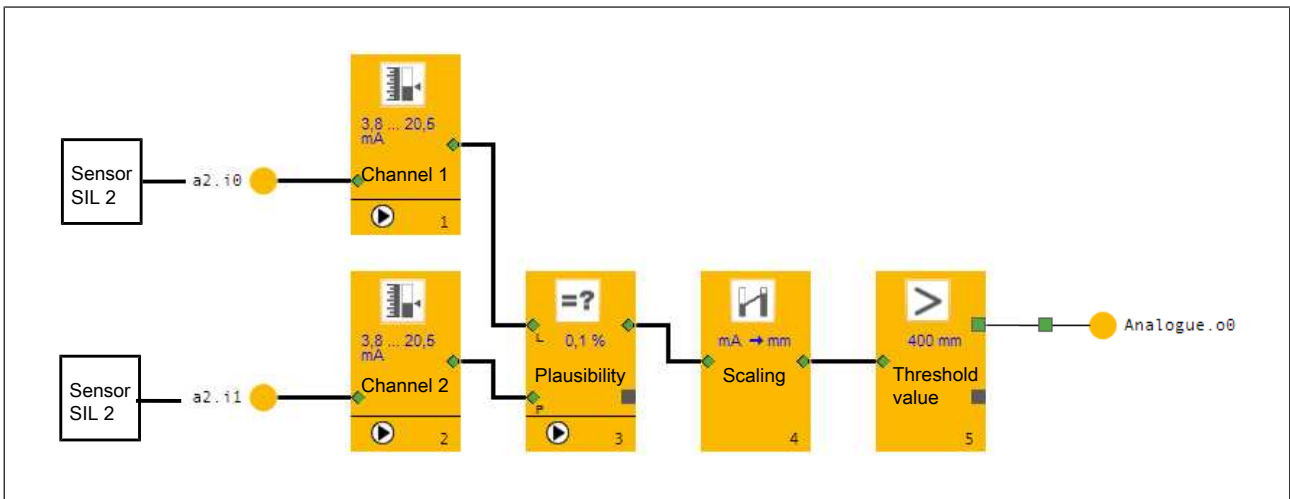 3,8 ... 20,5
mA
Channel 1
1
Sensor
SIL 2
a2.i0
3,8 ... 20,5
mA
Channel 2
2
Sensor
SIL 2
a2.i1
=?
L
0,1 %
Plausibility
P
3
mA → mm
Scaling
4
>
400 mm
Threshold
value
5
Analogue.o0